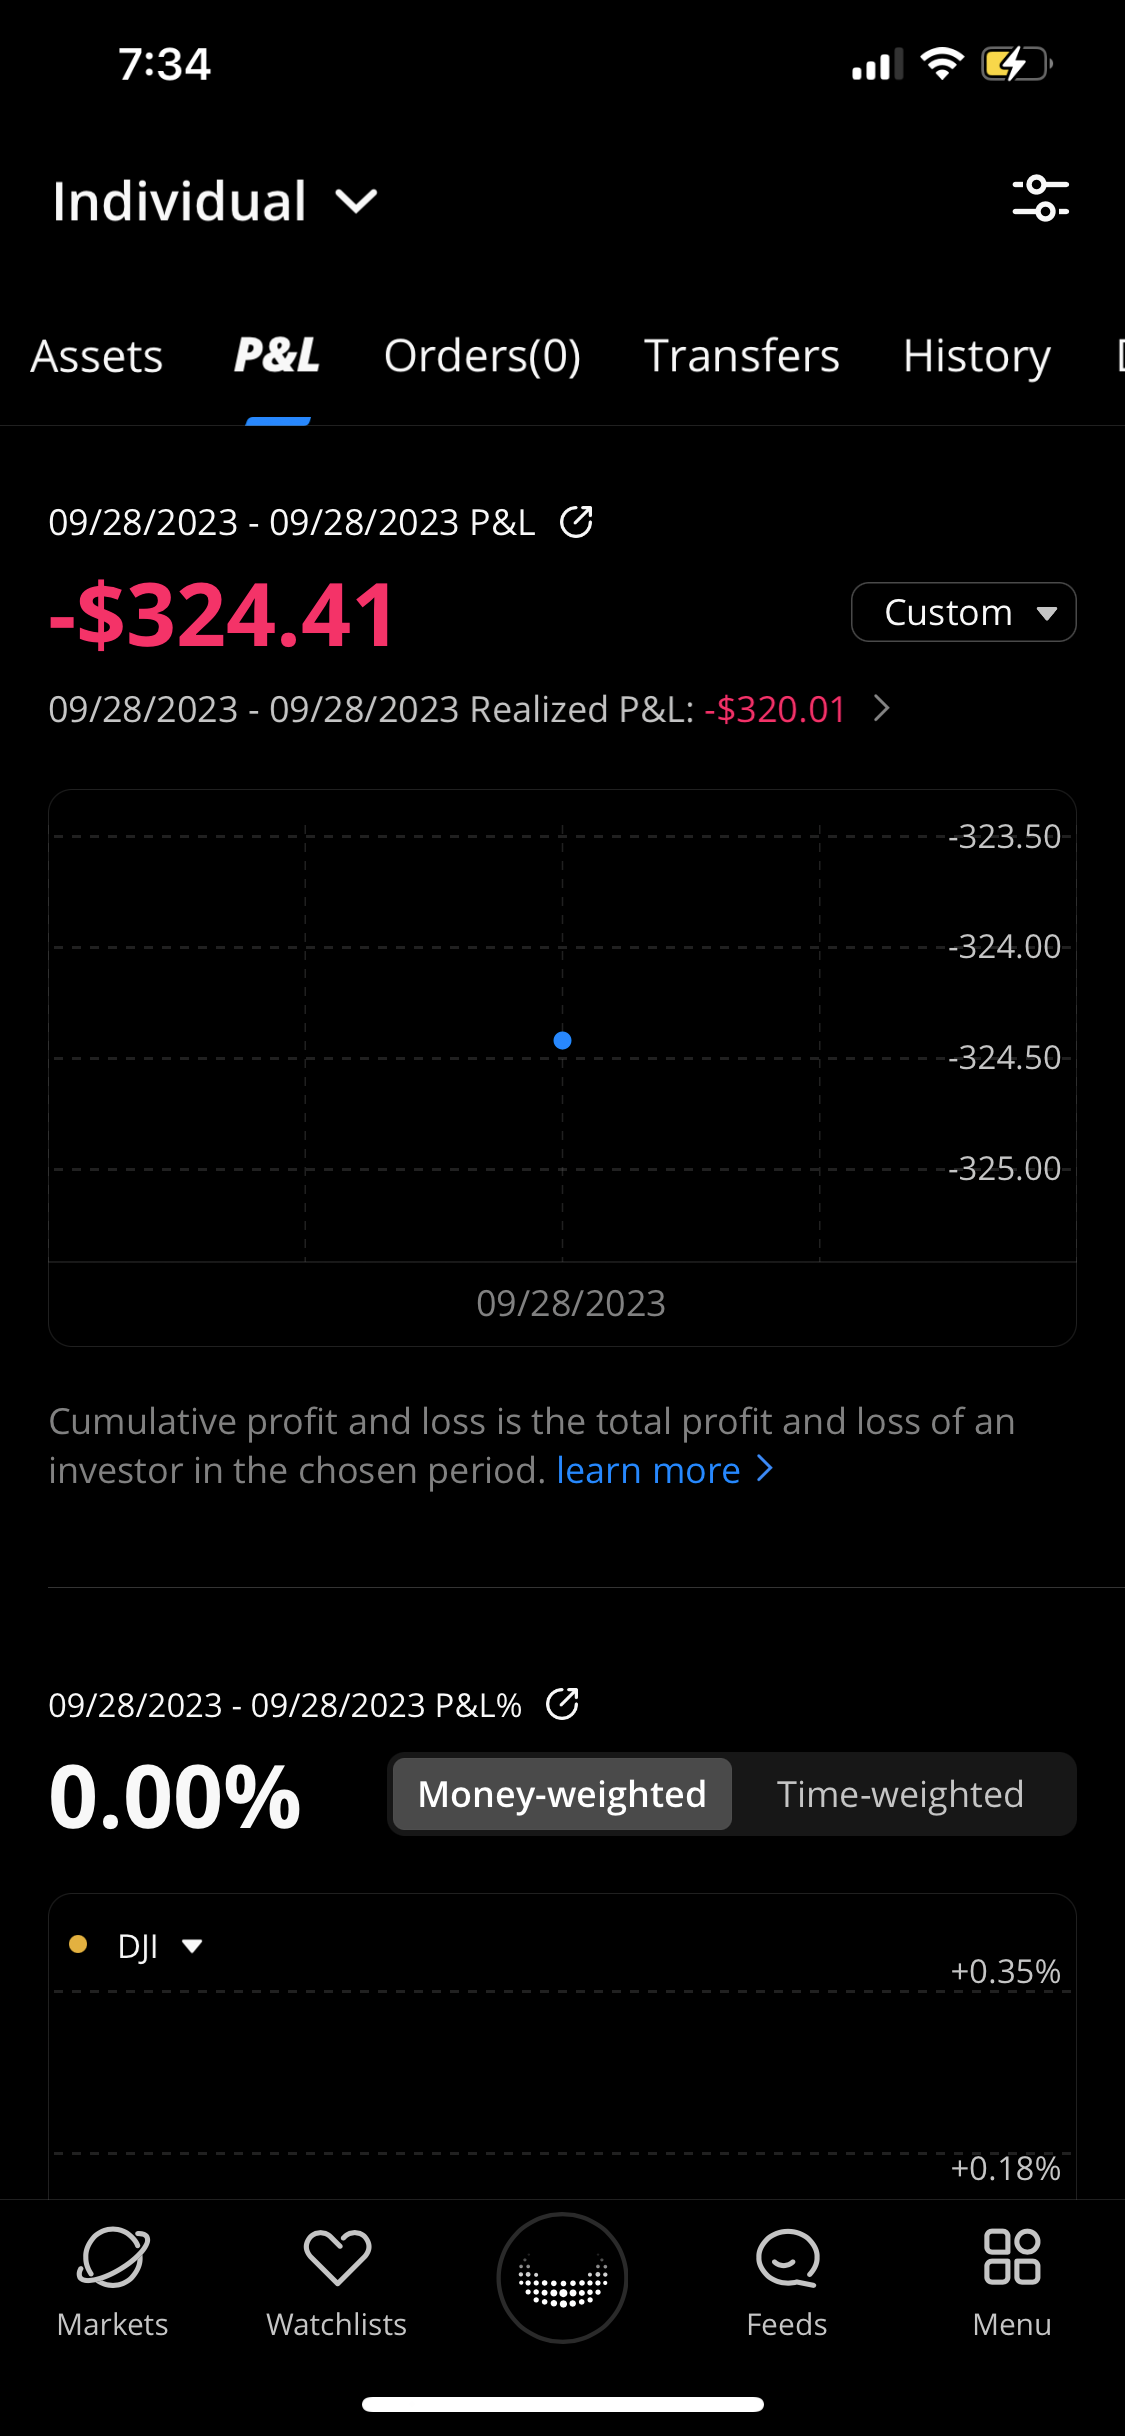 7:34
Individual
Assets P&L Orders(0) Transfers History
09/28/2023 - 09/28/2023 P&L
-$324.41
Custom
09/28/2023 - 09/28/2023 Realized P&L: -$320.01
-323.50
-324.00
-324.50
-325.00
09/28/2023
Cumulative profit and loss is the total profit and loss of an
investor in the chosen period. learn more
09/28/2023 - 09/28/2023 P&L%
0.00%
Money-weighted Time-weighted
DJI
+0.35%
+0.18%
Markets Watchlists Feeds Menu